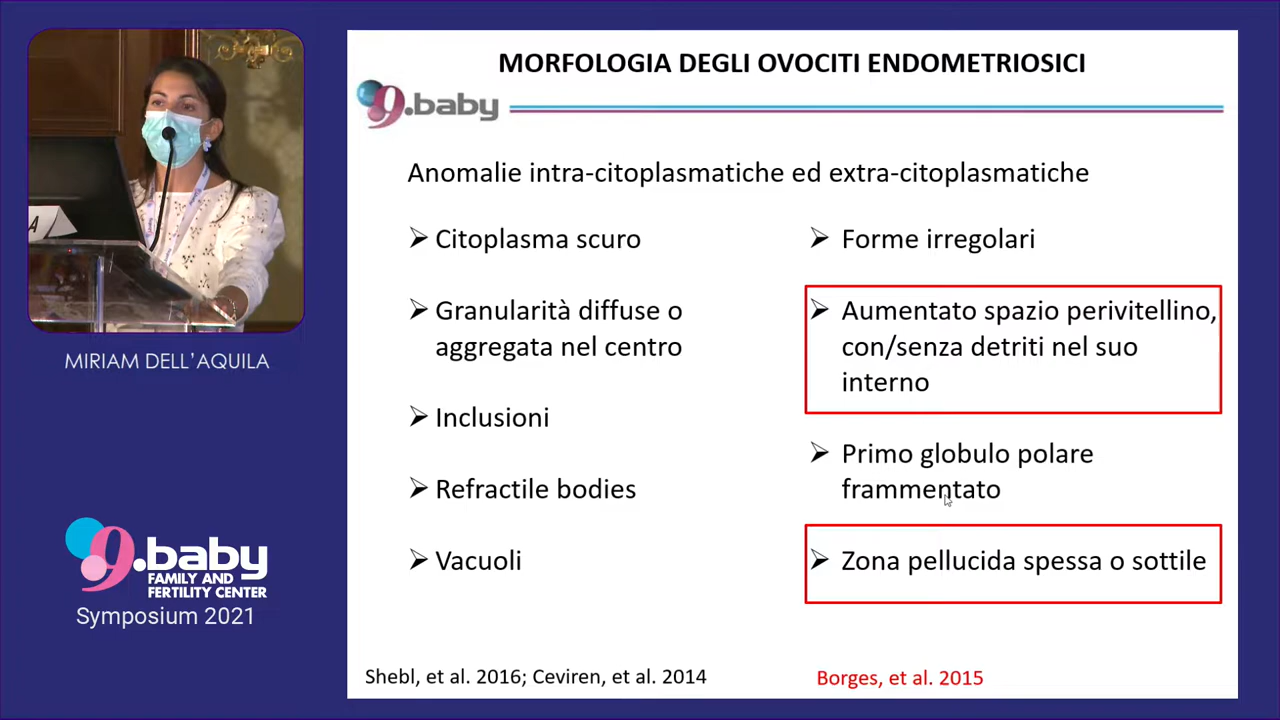 MORFOLOGIA DEGLI OVOCITI ENDOMETRIOSICI
9.baby
Anomalie intra-citoplasmatiche ed extra-citoplasmatiche
Citoplasma scuro
Granularità diffuse o
aggregata nel centro
Inclusioni
Refractile bodies
Vacuoli
Forme irregolari
Aumentato spazio perivitellino,
con/senza detriti nel suo
interno
Primo globulo polare
frammentato
Zona pellucida spessa o sottile
Shebl, et al. 2016; Ceviren, et al. 2014
Borges, et al. 2015
A
MIRIAM DELL'AQUILA
9.baby
FAMILY AND
FERTILITY CENTER
Symposium 2021